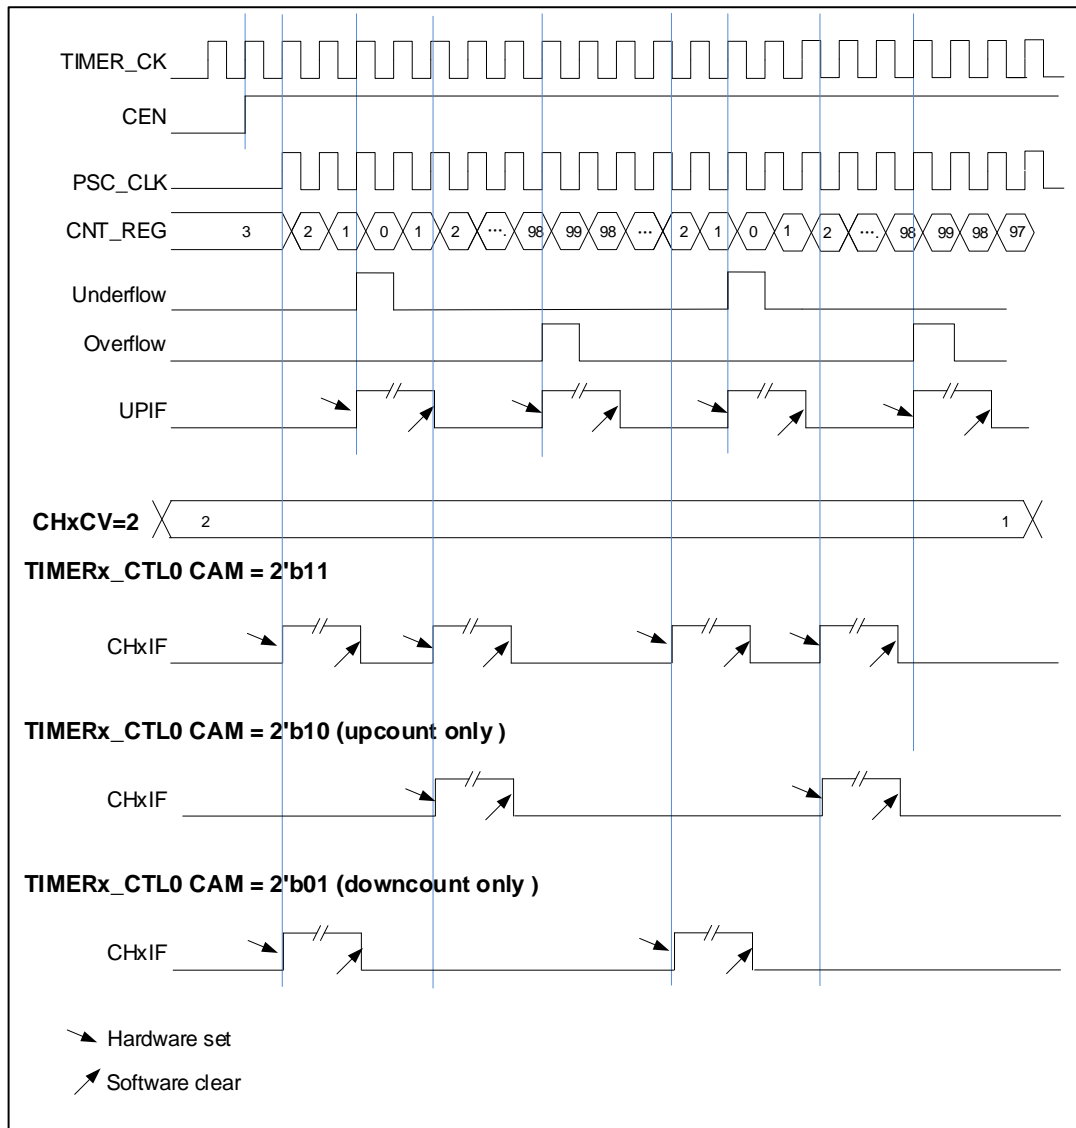 TIMER_CK
CEN
PSC_CLK
CNT_REG 3 2 1 0 1 2 ···. 98 99 98 ··· 2 1 0 1 2 ···. 98 99 98 97
Underflow
Overflow
UPIF
CHxCV=2 2 1
TIMERx_CTL0 CAM = 2'b11
CHxIF
TIMERx_CTL0 CAM = 2'b10 (upcount only )
CHxIF
TIMERx_CTL0 CAM = 2'b01 (downcount only )
CHxIF
Hardware set
Software clear